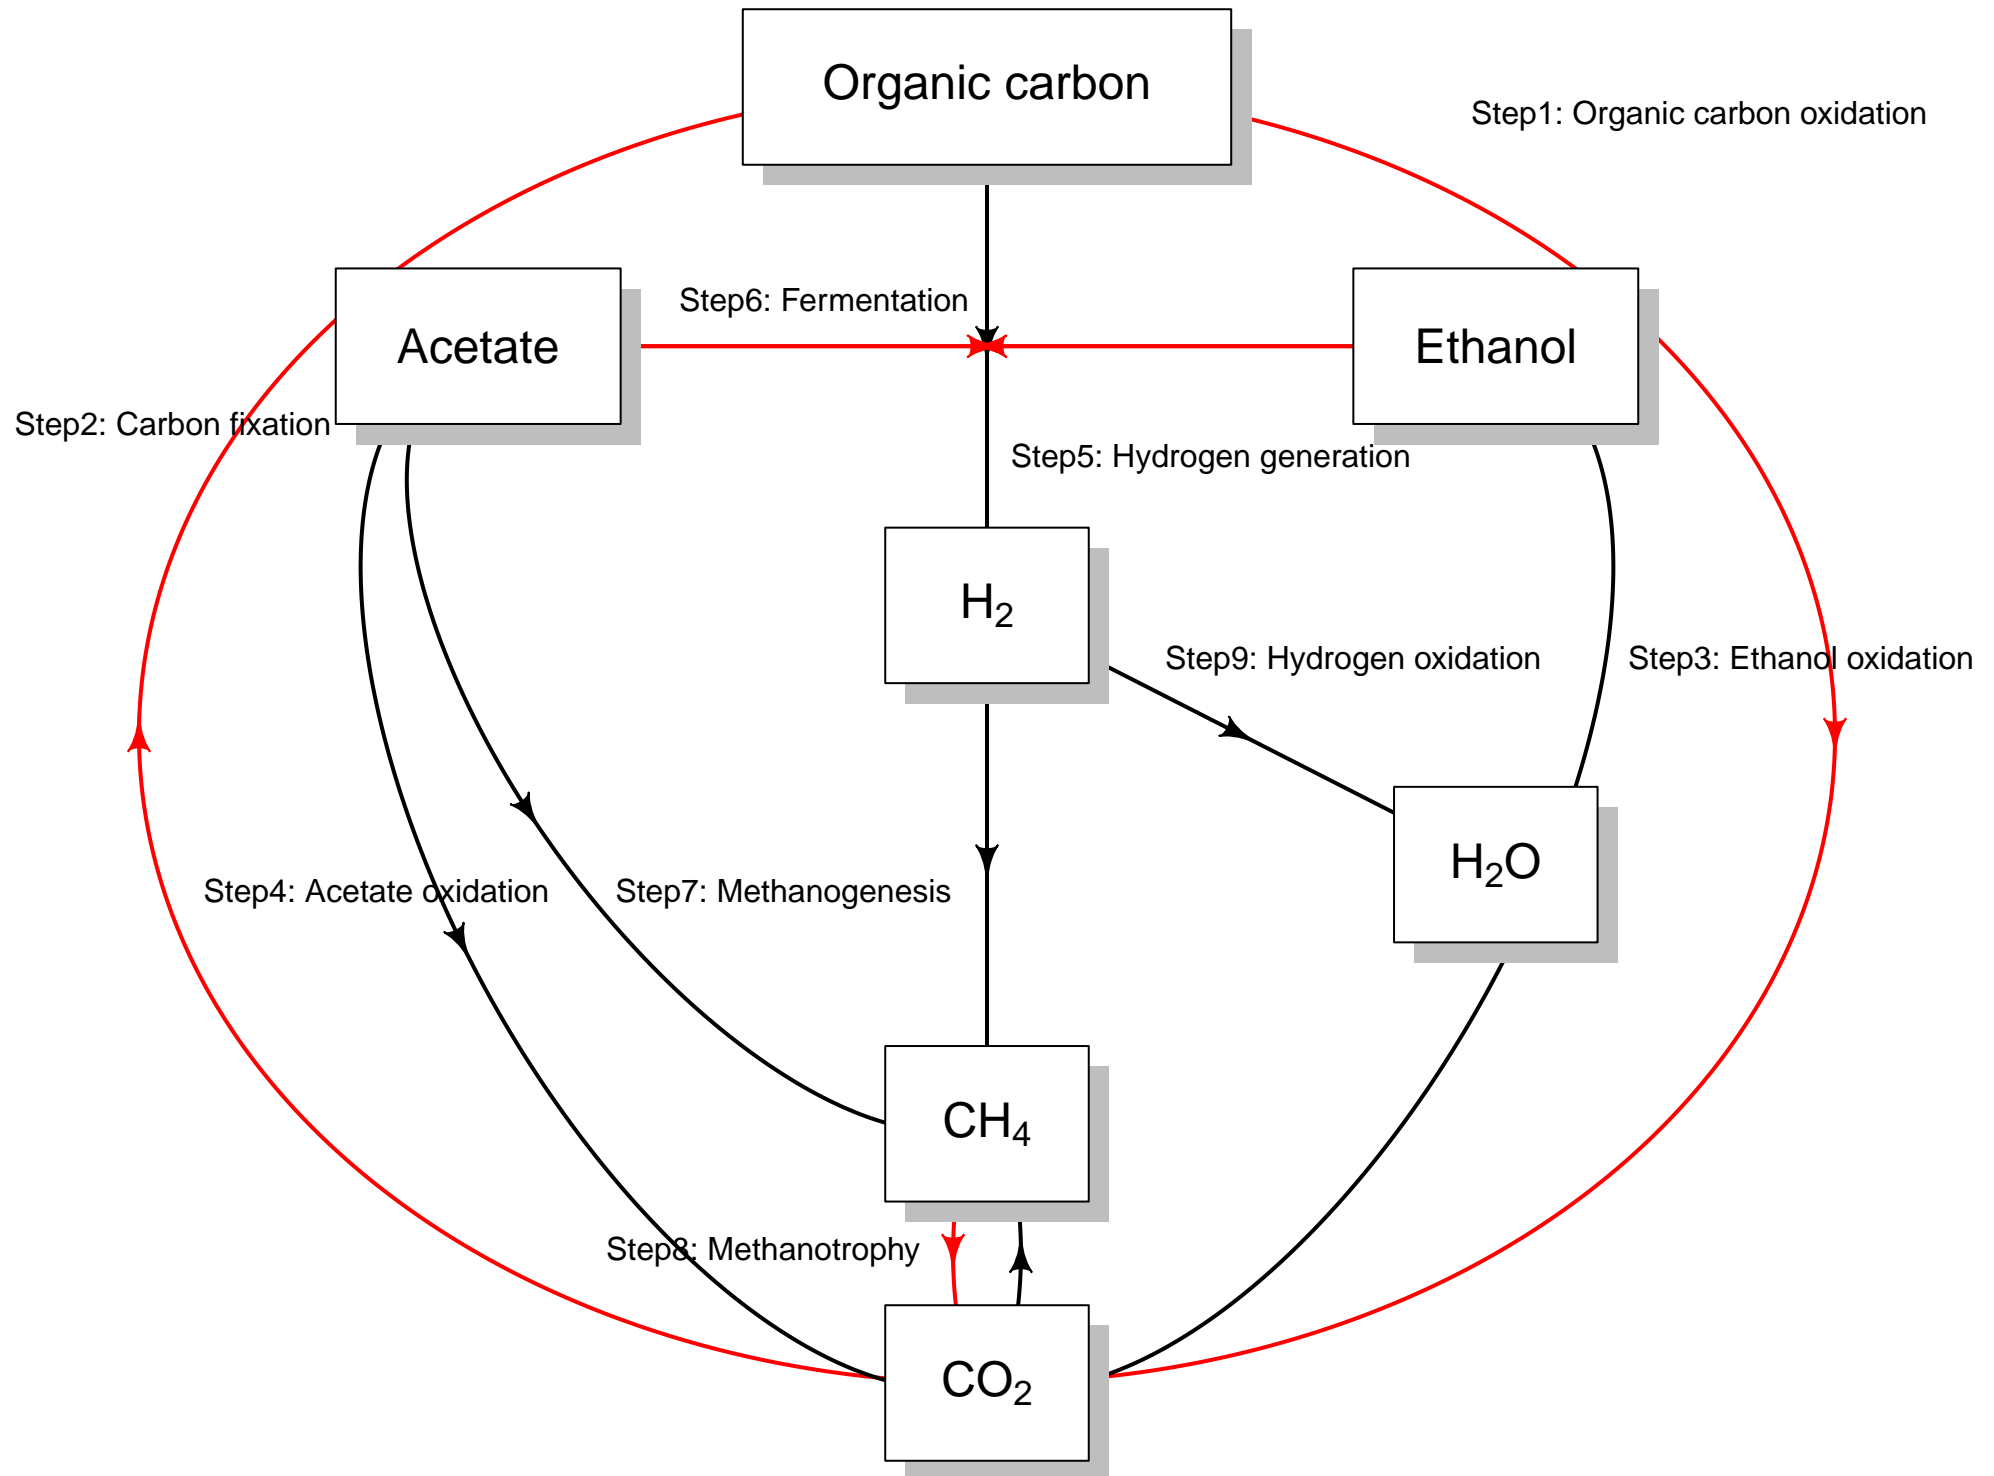 Organic carbon
Step1: Organic carbon oxidation
Step6: Fermentation
Acetate
Ethanol
Step2: Carbon fixation
Step5: Hydrogen generation
H₂
Step9: Hydrogen oxidation
Step3: Ethanol oxidation
H₂O
Step4: Acetate oxidation
Step7: Methanogenesis
CH₄
Step8: Methanotrophy
CO₂